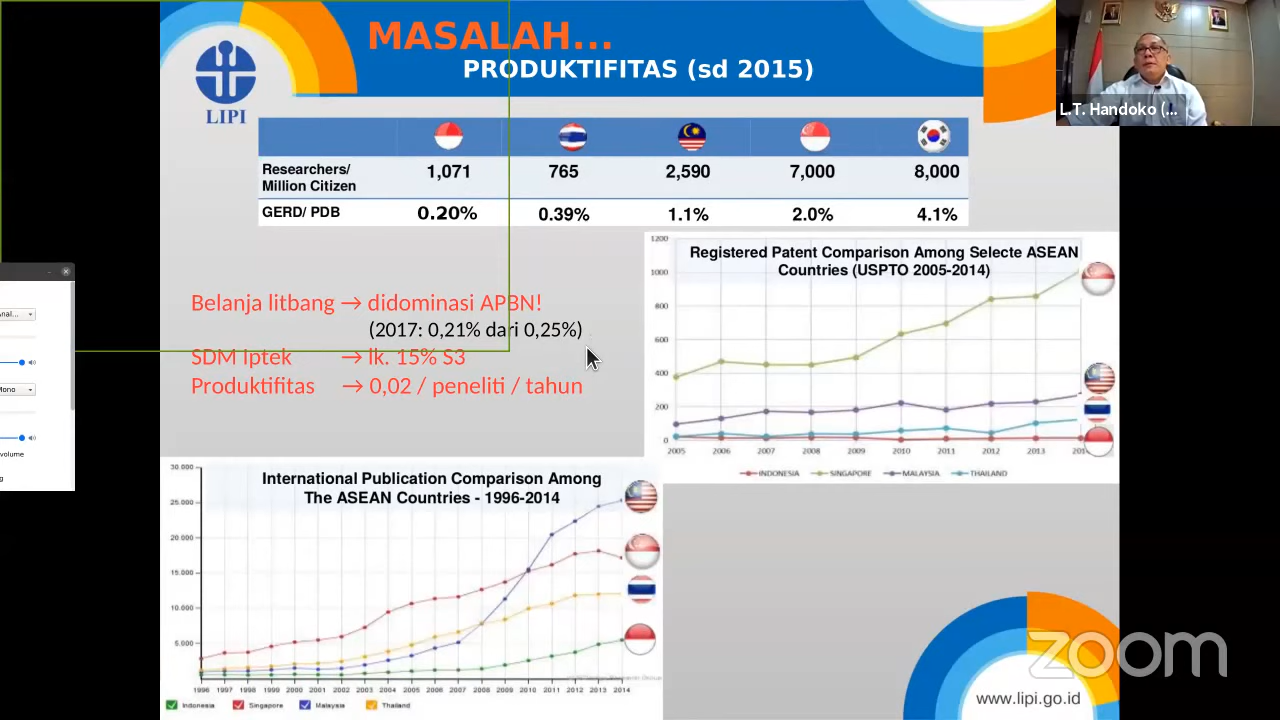 MASALAH...
PRODUKTIFITAS (sd 2015)
LIPI
L.T. Handoko (...
Researchers/
Million Citizen
1,071
765
2,590
7,000
8,000
GERD/ PDB
0.20%
0.39%
1.1%
2.0%
4.1%
Belanja litbang → didominasi APBN!
(2017: 0,21% dari 0,25%)
SDM Iptek → lk. 15% S3
Produktifitas → 0,02 / peneliti / tahun
Registered Patent Comparison Among Selecte ASEAN
Countries (USPTO 2005-2014)
1200
1000
800
600
400
200
0
2005 2006 2007 2008 2009 2010 2011 2012 2013
INDONESIA SINGAPORE MALAYSIA THAILAND
International Publication Comparison Among
The ASEAN Countries - 1996-2014
30.000
25.000
20.000
15.000
10.000
5.000
1996 1997 1998 1999 2000 2001 2002 2003 2004 2005 2006 2007 2008 2009 2010 2011 2012 2013 2014
Indonesia Singapore Malaysia Thailand
zoom
www.lipi.go.id
Anal...
Mono
volume